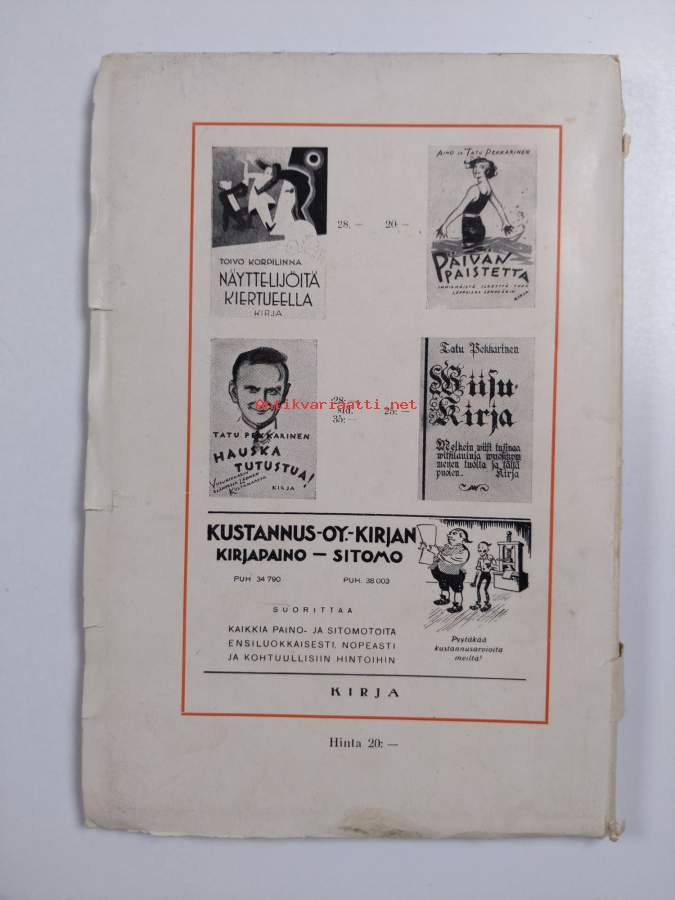 TOIVO KORPILINNA
NÄYTTELIJÖITÄ
KIERTUEELLA
KIRJA
28. —
20: —
AINO JA TATU PEKKARINEN
PÄIVÄN
PAISTETTA
KIRJA
TATU PEKKARINEN
HAUSKA
TUTUSTUA!
KIRJA
28:
sid.
35: —
25: —
Tatu Pekkarinen
Wiisu-
Kirja
Melkein wiisi tusinaa
wiisilauluja wuosikym
menen tuolta ja tältä
puolen.
Kirja
antikvariaatti.net
KUSTANNUS-OY.-KIRJAN
KIRJAPAINO — SITOMO
PUH 34 790 PUH. 38 003
SUORITTAA
KAIKKIA PAINO- JA SITOMOTÖITÄ
ENSILUOKKAISESTI, NOPEASTI
JA KOHTUULLISIIN HINTOIHIN
Pyytäkää
kustannusarvioita
meiltä!
KIRJA
Hinta 20: —